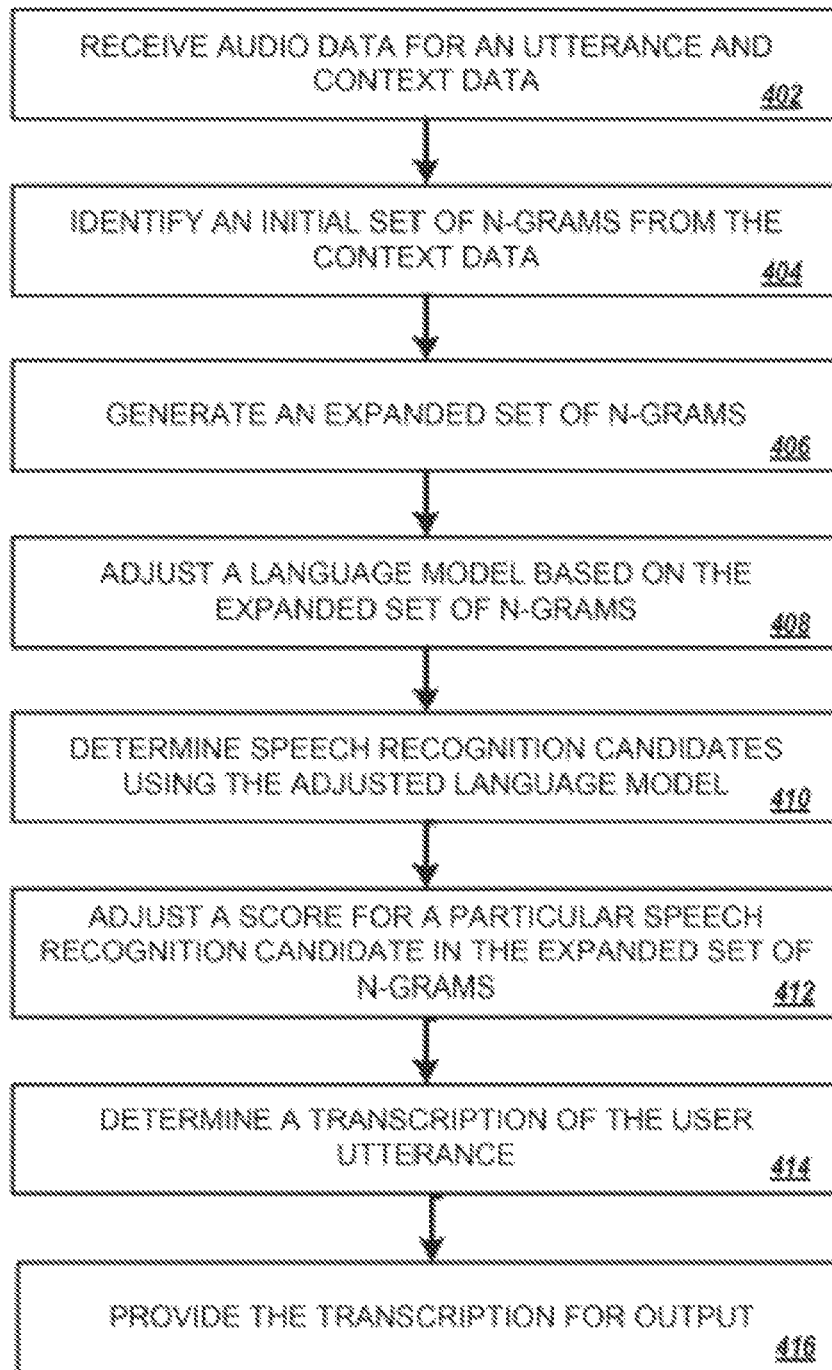 RECEIVE AUDIO DATA FOR AN UTTERANCE AND
CONTEXT DATA
402
IDENTIFY AN INITIAL SET OF N-GRAMS FROM THE
CONTEXT DATA
404
GENERATE AN EXPANDED SET OF N-GRAMS
406
ADJUST A LANGUAGE MODEL BASED ON THE
EXPANDED SET OF N-GRAMS
408
DETERMINE SPEECH RECOGNITION CANDIDATES
USING THE ADJUSTED LANGUAGE MODEL
410
ADJUST A SCORE FOR A PARTICULAR SPEECH
RECOGNITION CANDIDATE IN THE EXPANDED SET OF
N-GRAMS
412
DETERMINE A TRANSCRIPTION OF THE USER
UTTERANCE
414
PROVIDE THE TRANSCRIPTION FOR OUTPUT
416